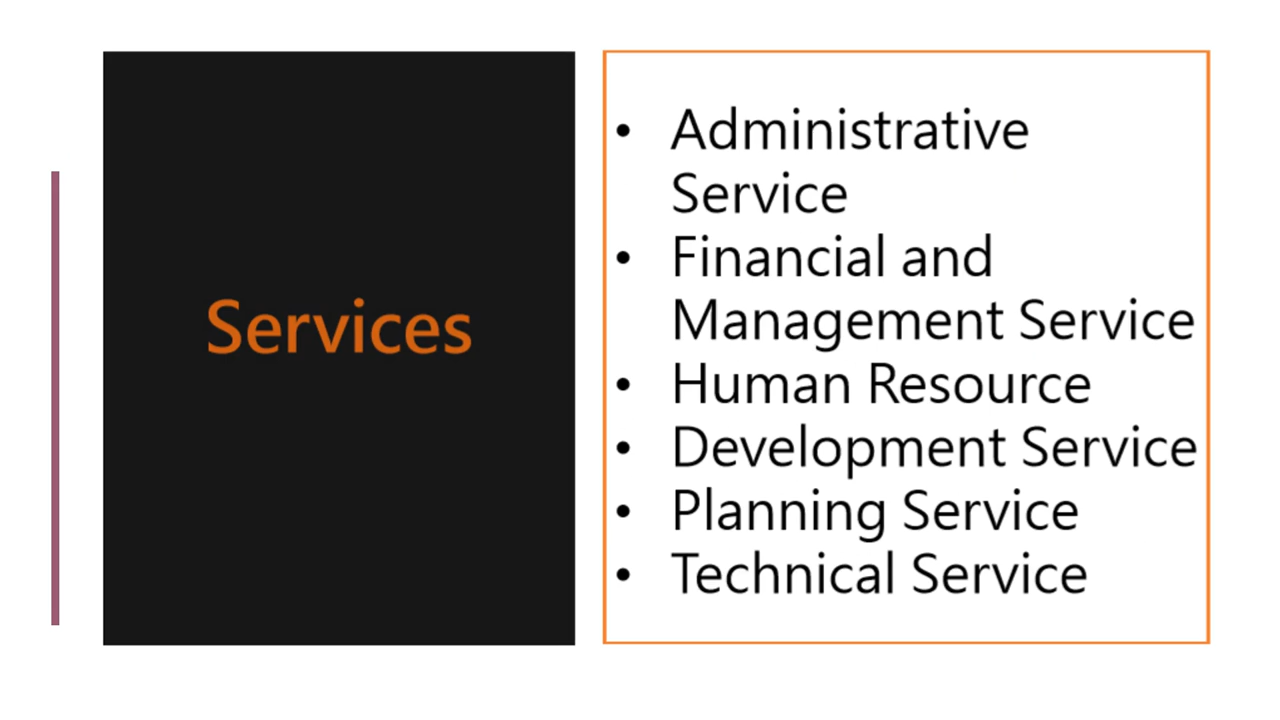 Services
• Administrative
Service
• Financial and
Management Service
• Human Resource
• Development Service
• Planning Service
• Technical Service